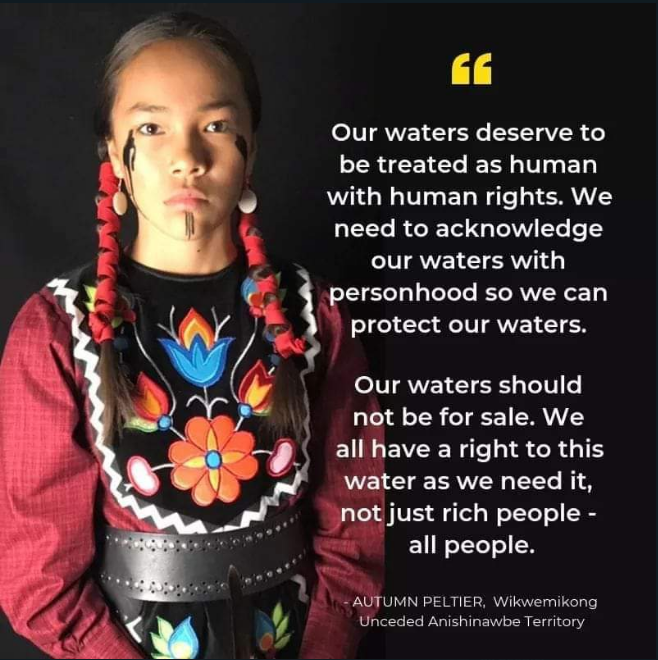 “
Our waters deserve to
be treated as human
with human rights. We
need to acknowledge
our waters with
personhood so we can
protect our waters.
Our waters should
not be for sale. We
all have a right to this
water as we need it,
not just rich people -
all people.
- AUTUMN PELTIER, Wikwemikong
Unceded Anishinawbe Territory